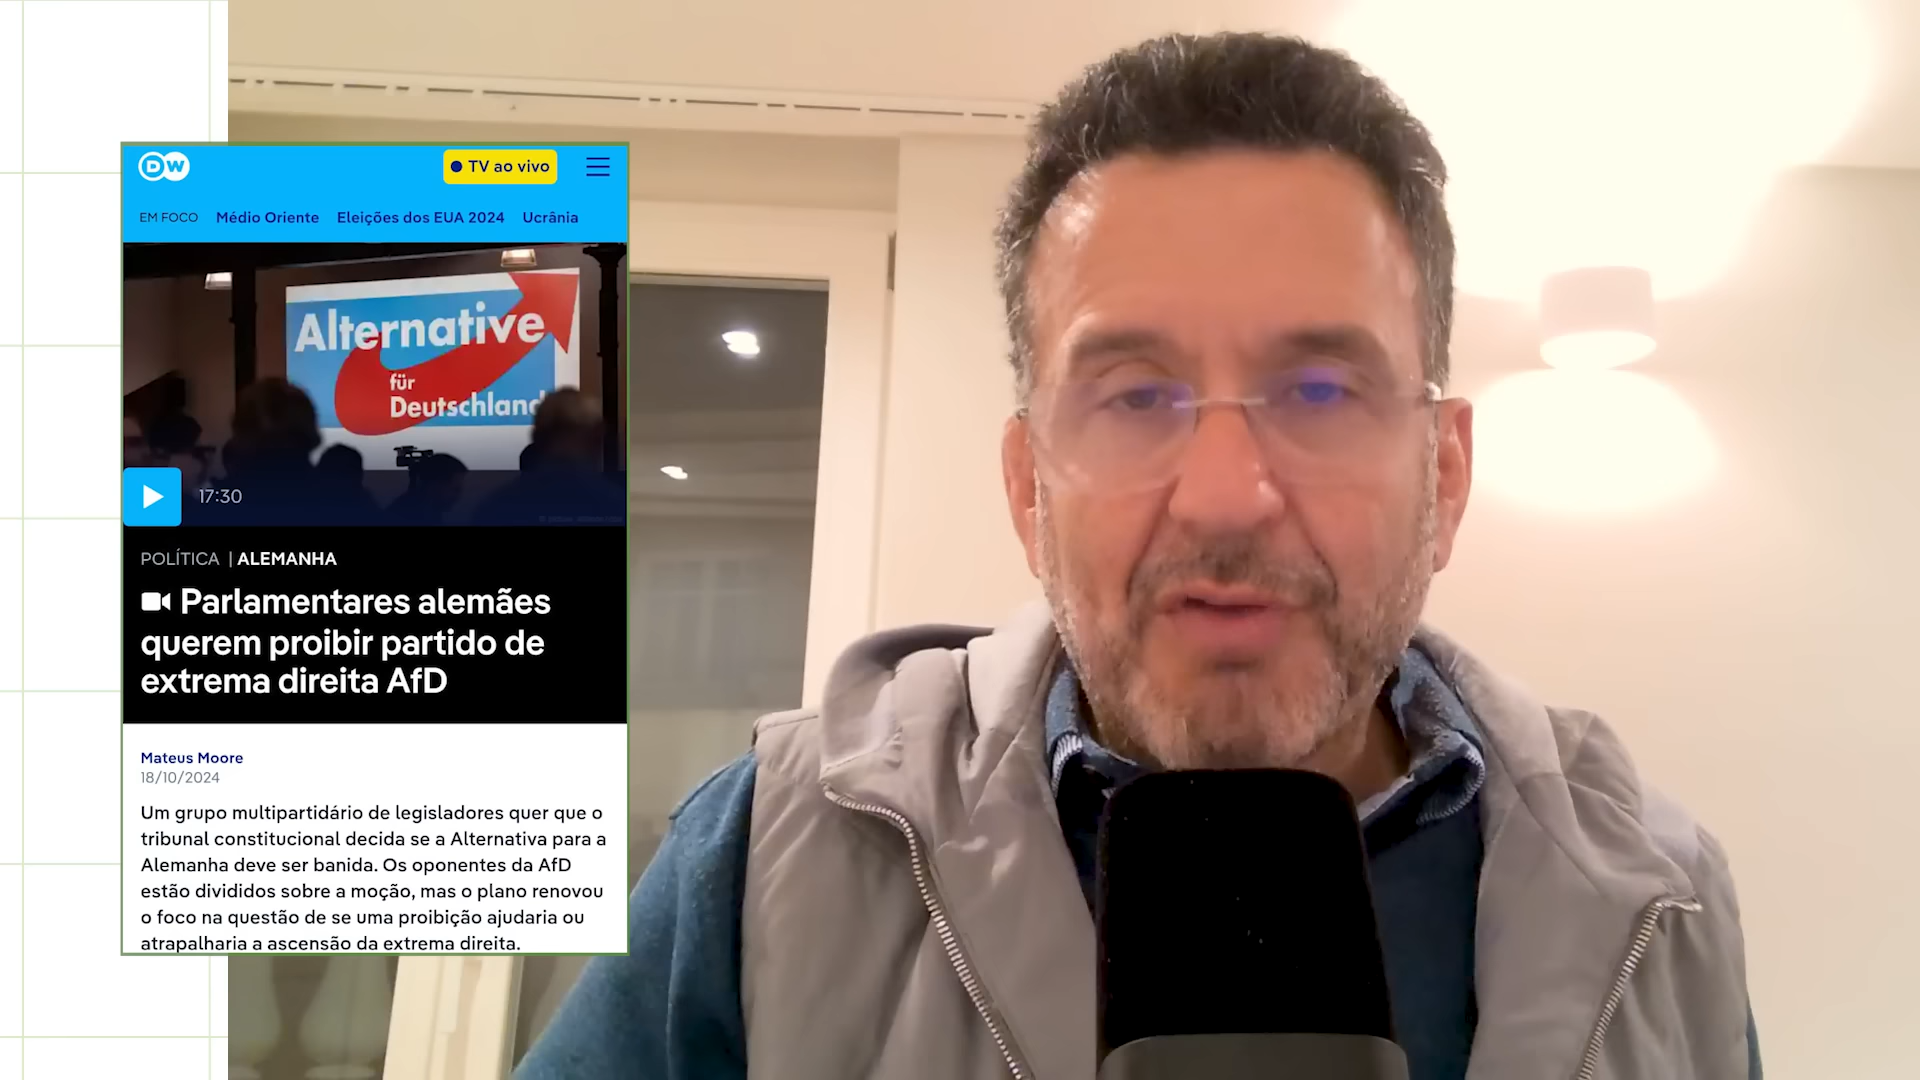 DW
TV ao vivo
EM FOCO Médio Oriente Eleições dos EUA 2024 Ucrânia
Alternative
für
Deutschland
17:30
POLÍTICA | ALEMANHA
Parlamentares alemães
querem proibir partido de
extrema direita AfD
Mateus Moore
18/10/2024
Um grupo multipartidário de legisladores quer que o
tribunal constitucional decida se a Alternativa para a
Alemanha deve ser banida. Os oponentes da AfD
estão divididos sobre a moção, mas o plano renovou
o foco na questão de se uma proibição ajudaria ou
atrapalharia a ascensão da extrema direita.